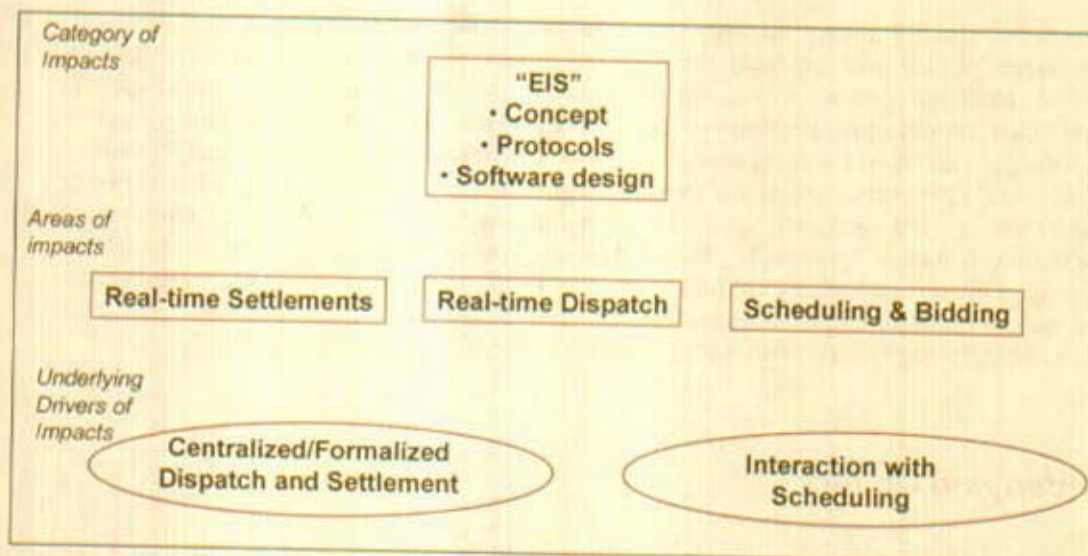 Category of
Impacts
"EIS"
• Concept
• Protocols
• Software design
Areas of
impacts
Real-time Settlements
Real-time Dispatch
Scheduling & Bidding
Underlying
Drivers of
Impacts
Centralized/Formalized
Dispatch and Settlement
Interaction with
Scheduling